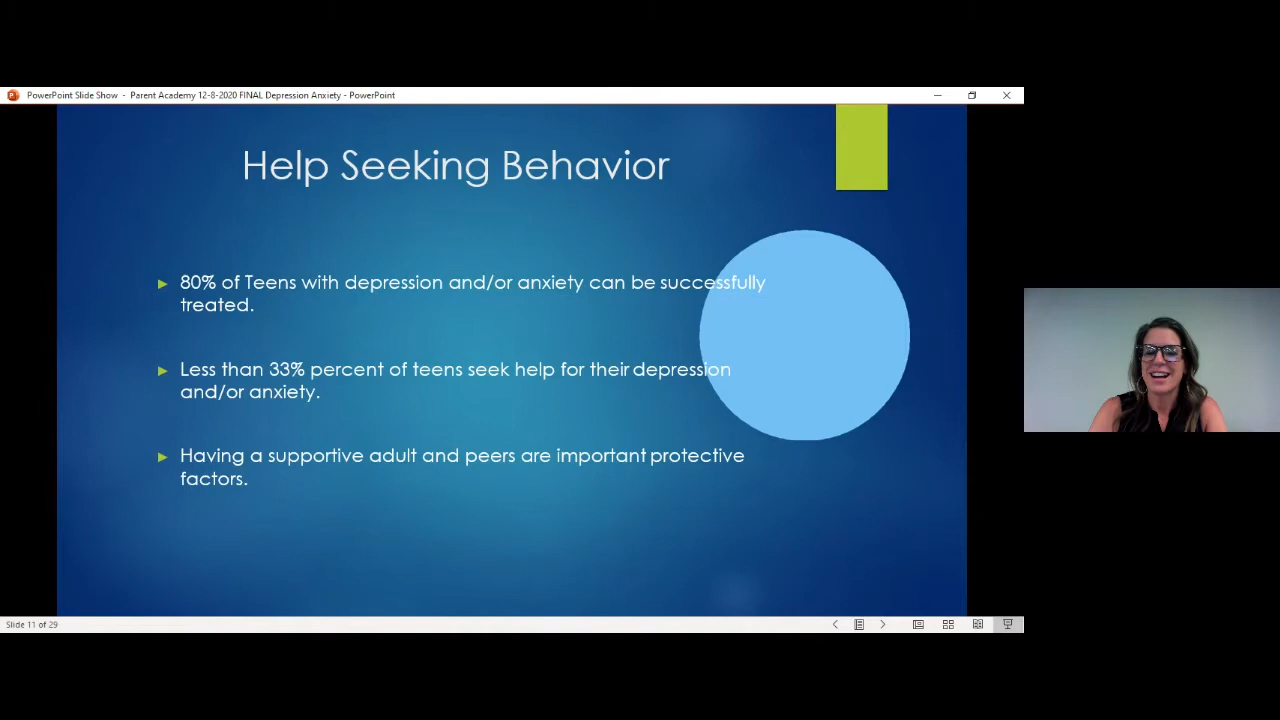 PowerPoint Slide Show - Parent Academy 12-8-2020 FINAL Depression Anxiety - PowerPoint
Help Seeking Behavior
80% of Teens with depression and/or anxiety can be successfully
treated.
Less than 33% percent of teens seek help for their depression
and/or anxiety.
Having a supportive adult and peers are important protective
factors.
Slide 11 of 29